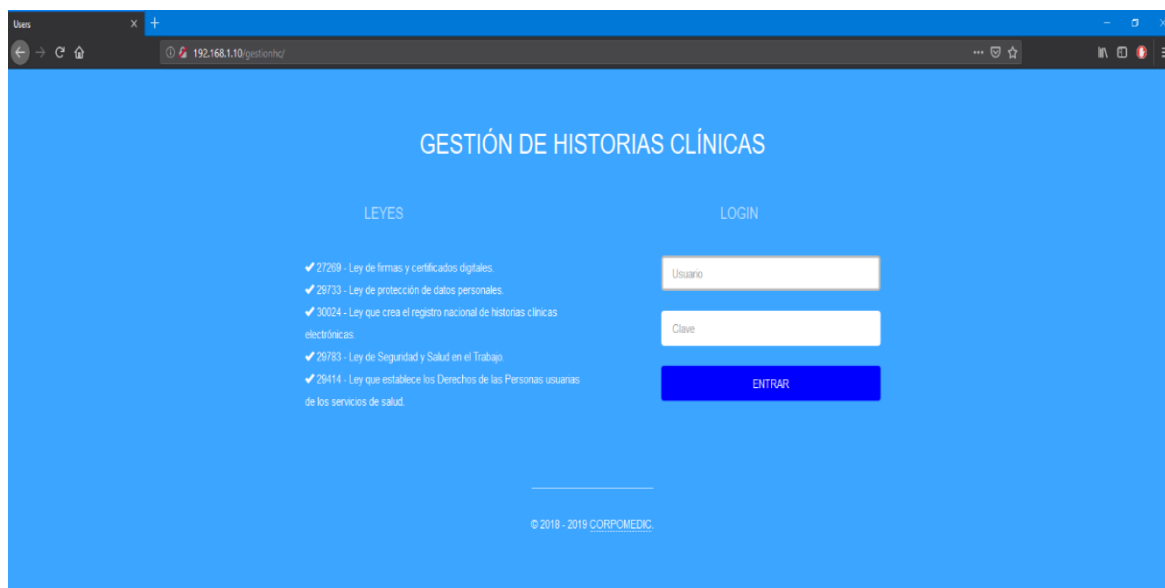 Users
192.168.1.10/gestionhc/
GESTIÓN DE HISTORIAS CLÍNICAS
LEYES
27269 - Ley de firmas y certificados digitales.
29733 - Ley de protección de datos personales.
30024 - Ley que crea el registro nacional de historias clínicas
electrónicas.
29783 - Ley de Seguridad y Salud en el Trabajo.
29414 - Ley que establece los Derechos de las Personas usuarias
de los servicios de salud.
LOGIN
Usuario
Clave
ENTRAR
© 2018 - 2019 CORPOMEDIC.